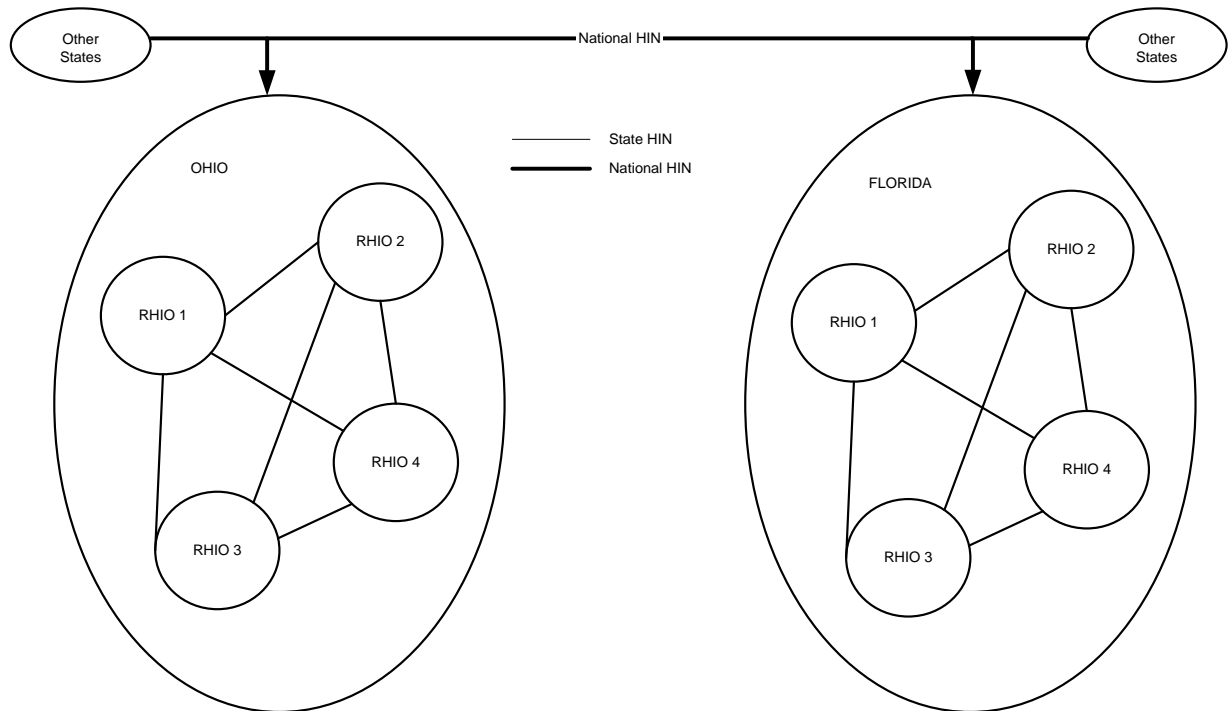 Other
States
National HIN
Other
States
State HIN
National HIN
OHIO
RHIO 2
RHIO 1
RHIO 4
RHIO 3
FLORIDA
RHIO 2
RHIO 1
RHIO 4
RHIO 3